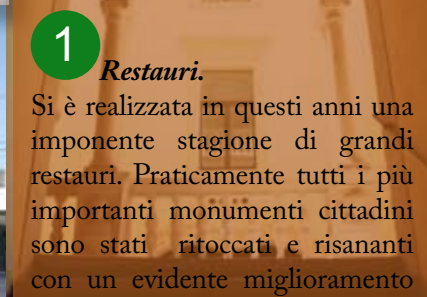 1
Restauri.
Si è realizzata in questi anni una
imponente stagione di grandi
restauri. Praticamente tutti i più
importanti monumenti cittadini
sono stati ritoccati e risananti
con un evidente miglioramento